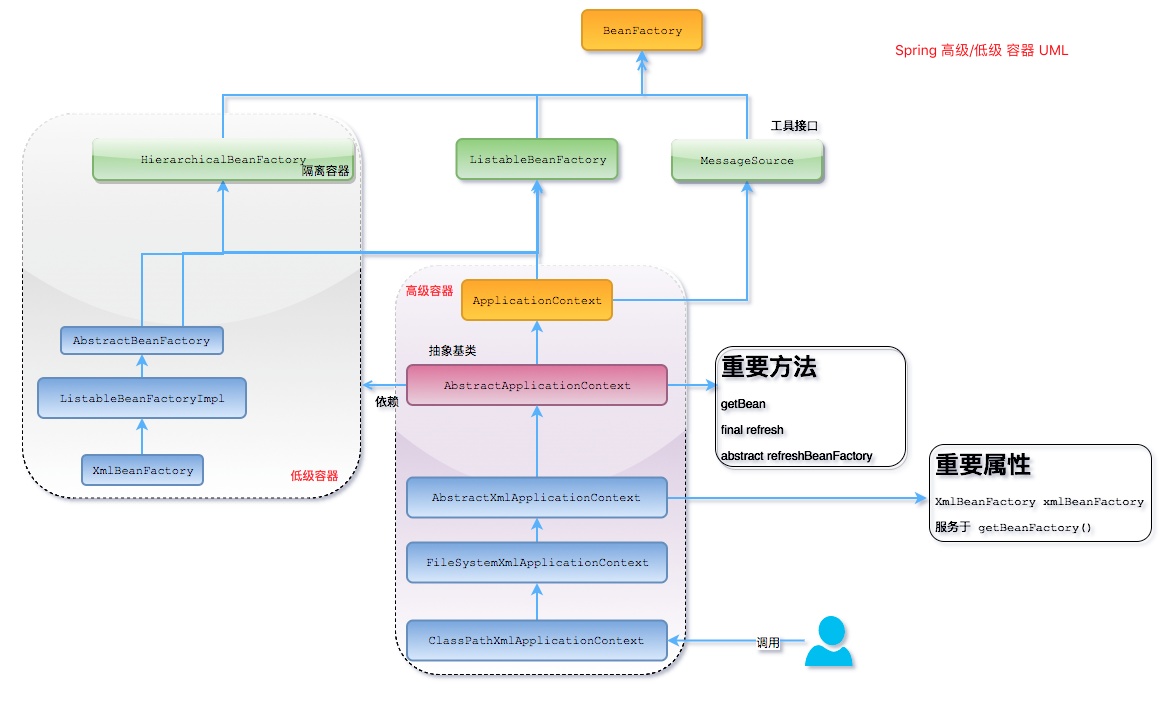 BeanFactory
Spring 高级/低级 容器 UML
工具接口
HierarchicalBeanFactory
隔离容器
ListableBeanFactory
MessageSource
高级容器
ApplicationContext
AbstractBeanFactory
抽象基类
AbstractApplicationContext
依赖
ListableBeanFactoryImpl
XmlBeanFactory
低级容器
重要方法
getBean
final refresh
abstract refreshBeanFactory
AbstractXmlApplicationContext
重要属性
XmlBeanFactory xmlBeanFactory
服务于 getBeanFactory()
FileSystemXmlApplicationContext
ClassPathXmlApplicationContext
调用